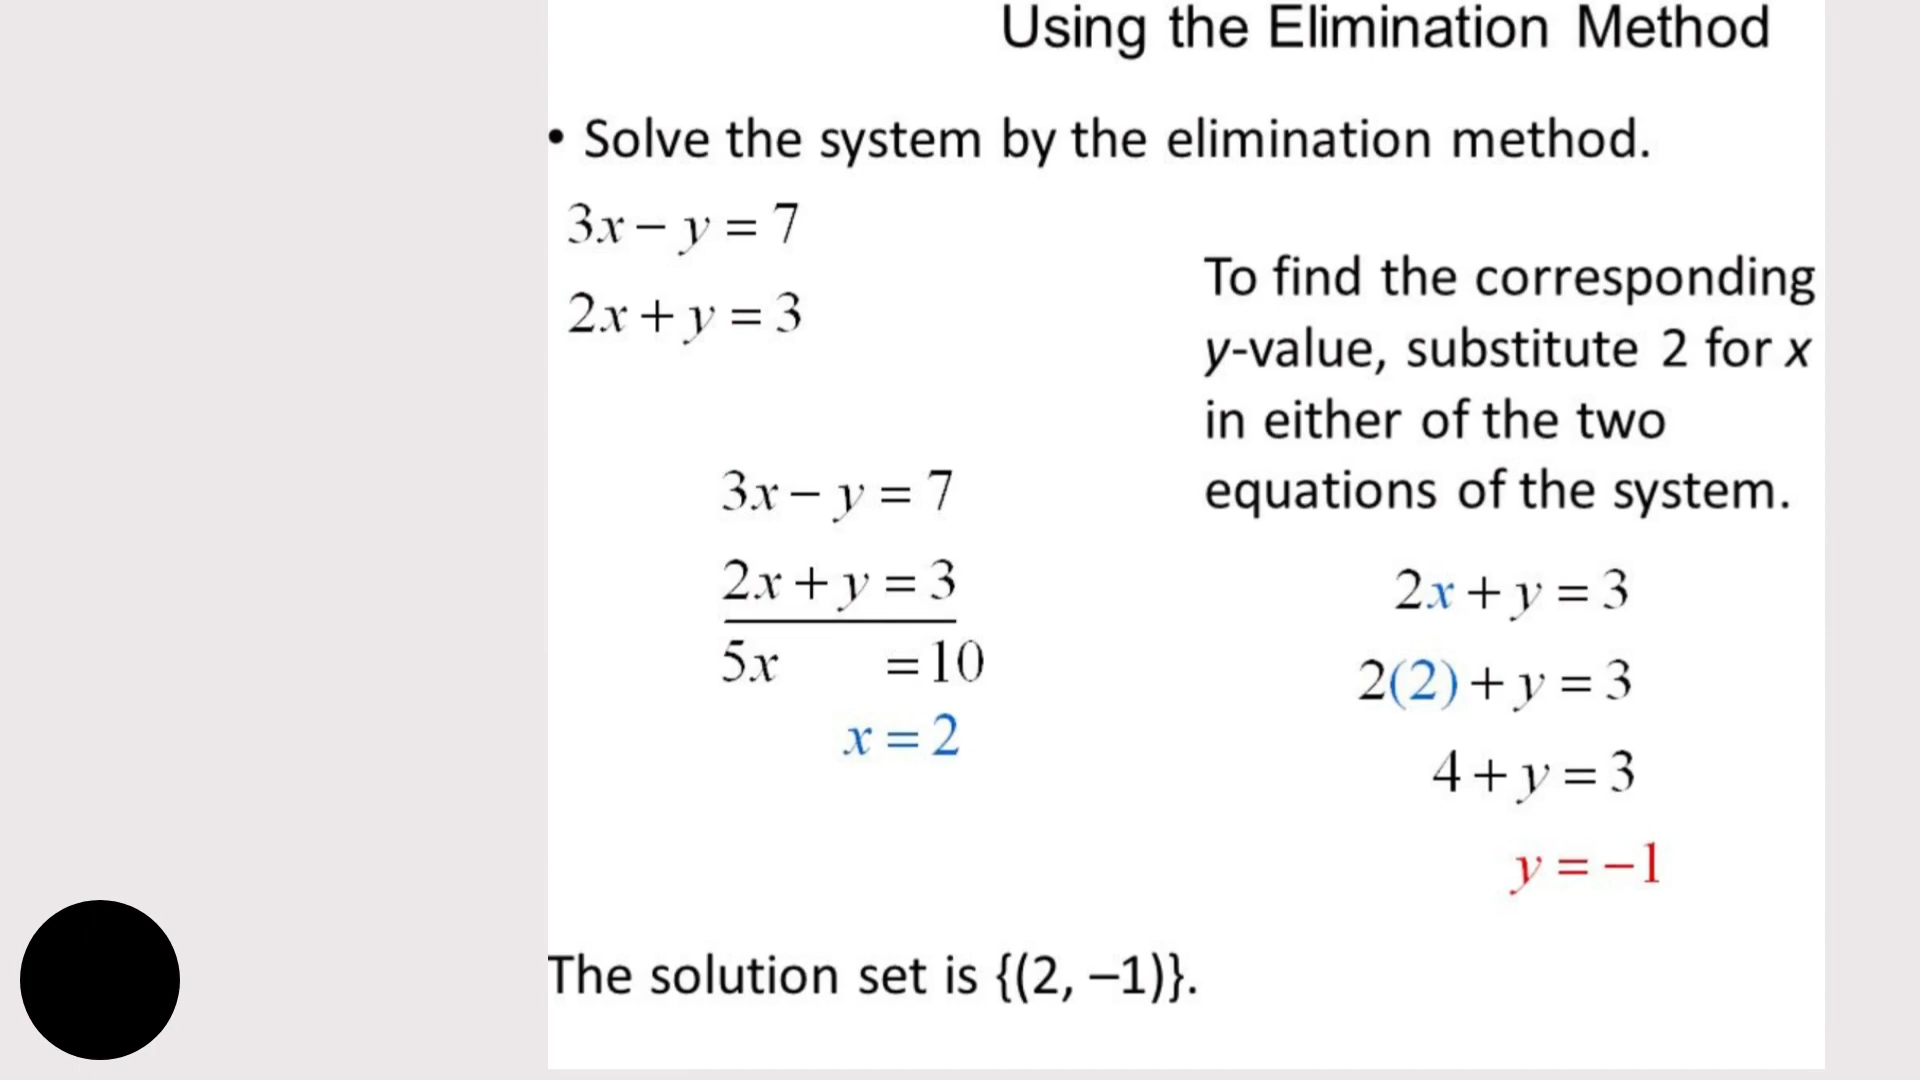 Using the Elimination Method
• Solve the system by the elimination method.
3x − y = 7
2x + y = 3
3x − y = 7
2x + y = 3
5x = 10
x = 2
To find the corresponding
y-value, substitute 2 for x
in either of the two
equations of the system.
2x + y = 3
2(2) + y = 3
4 + y = 3
y = −1
The solution set is {(2, –1)}.